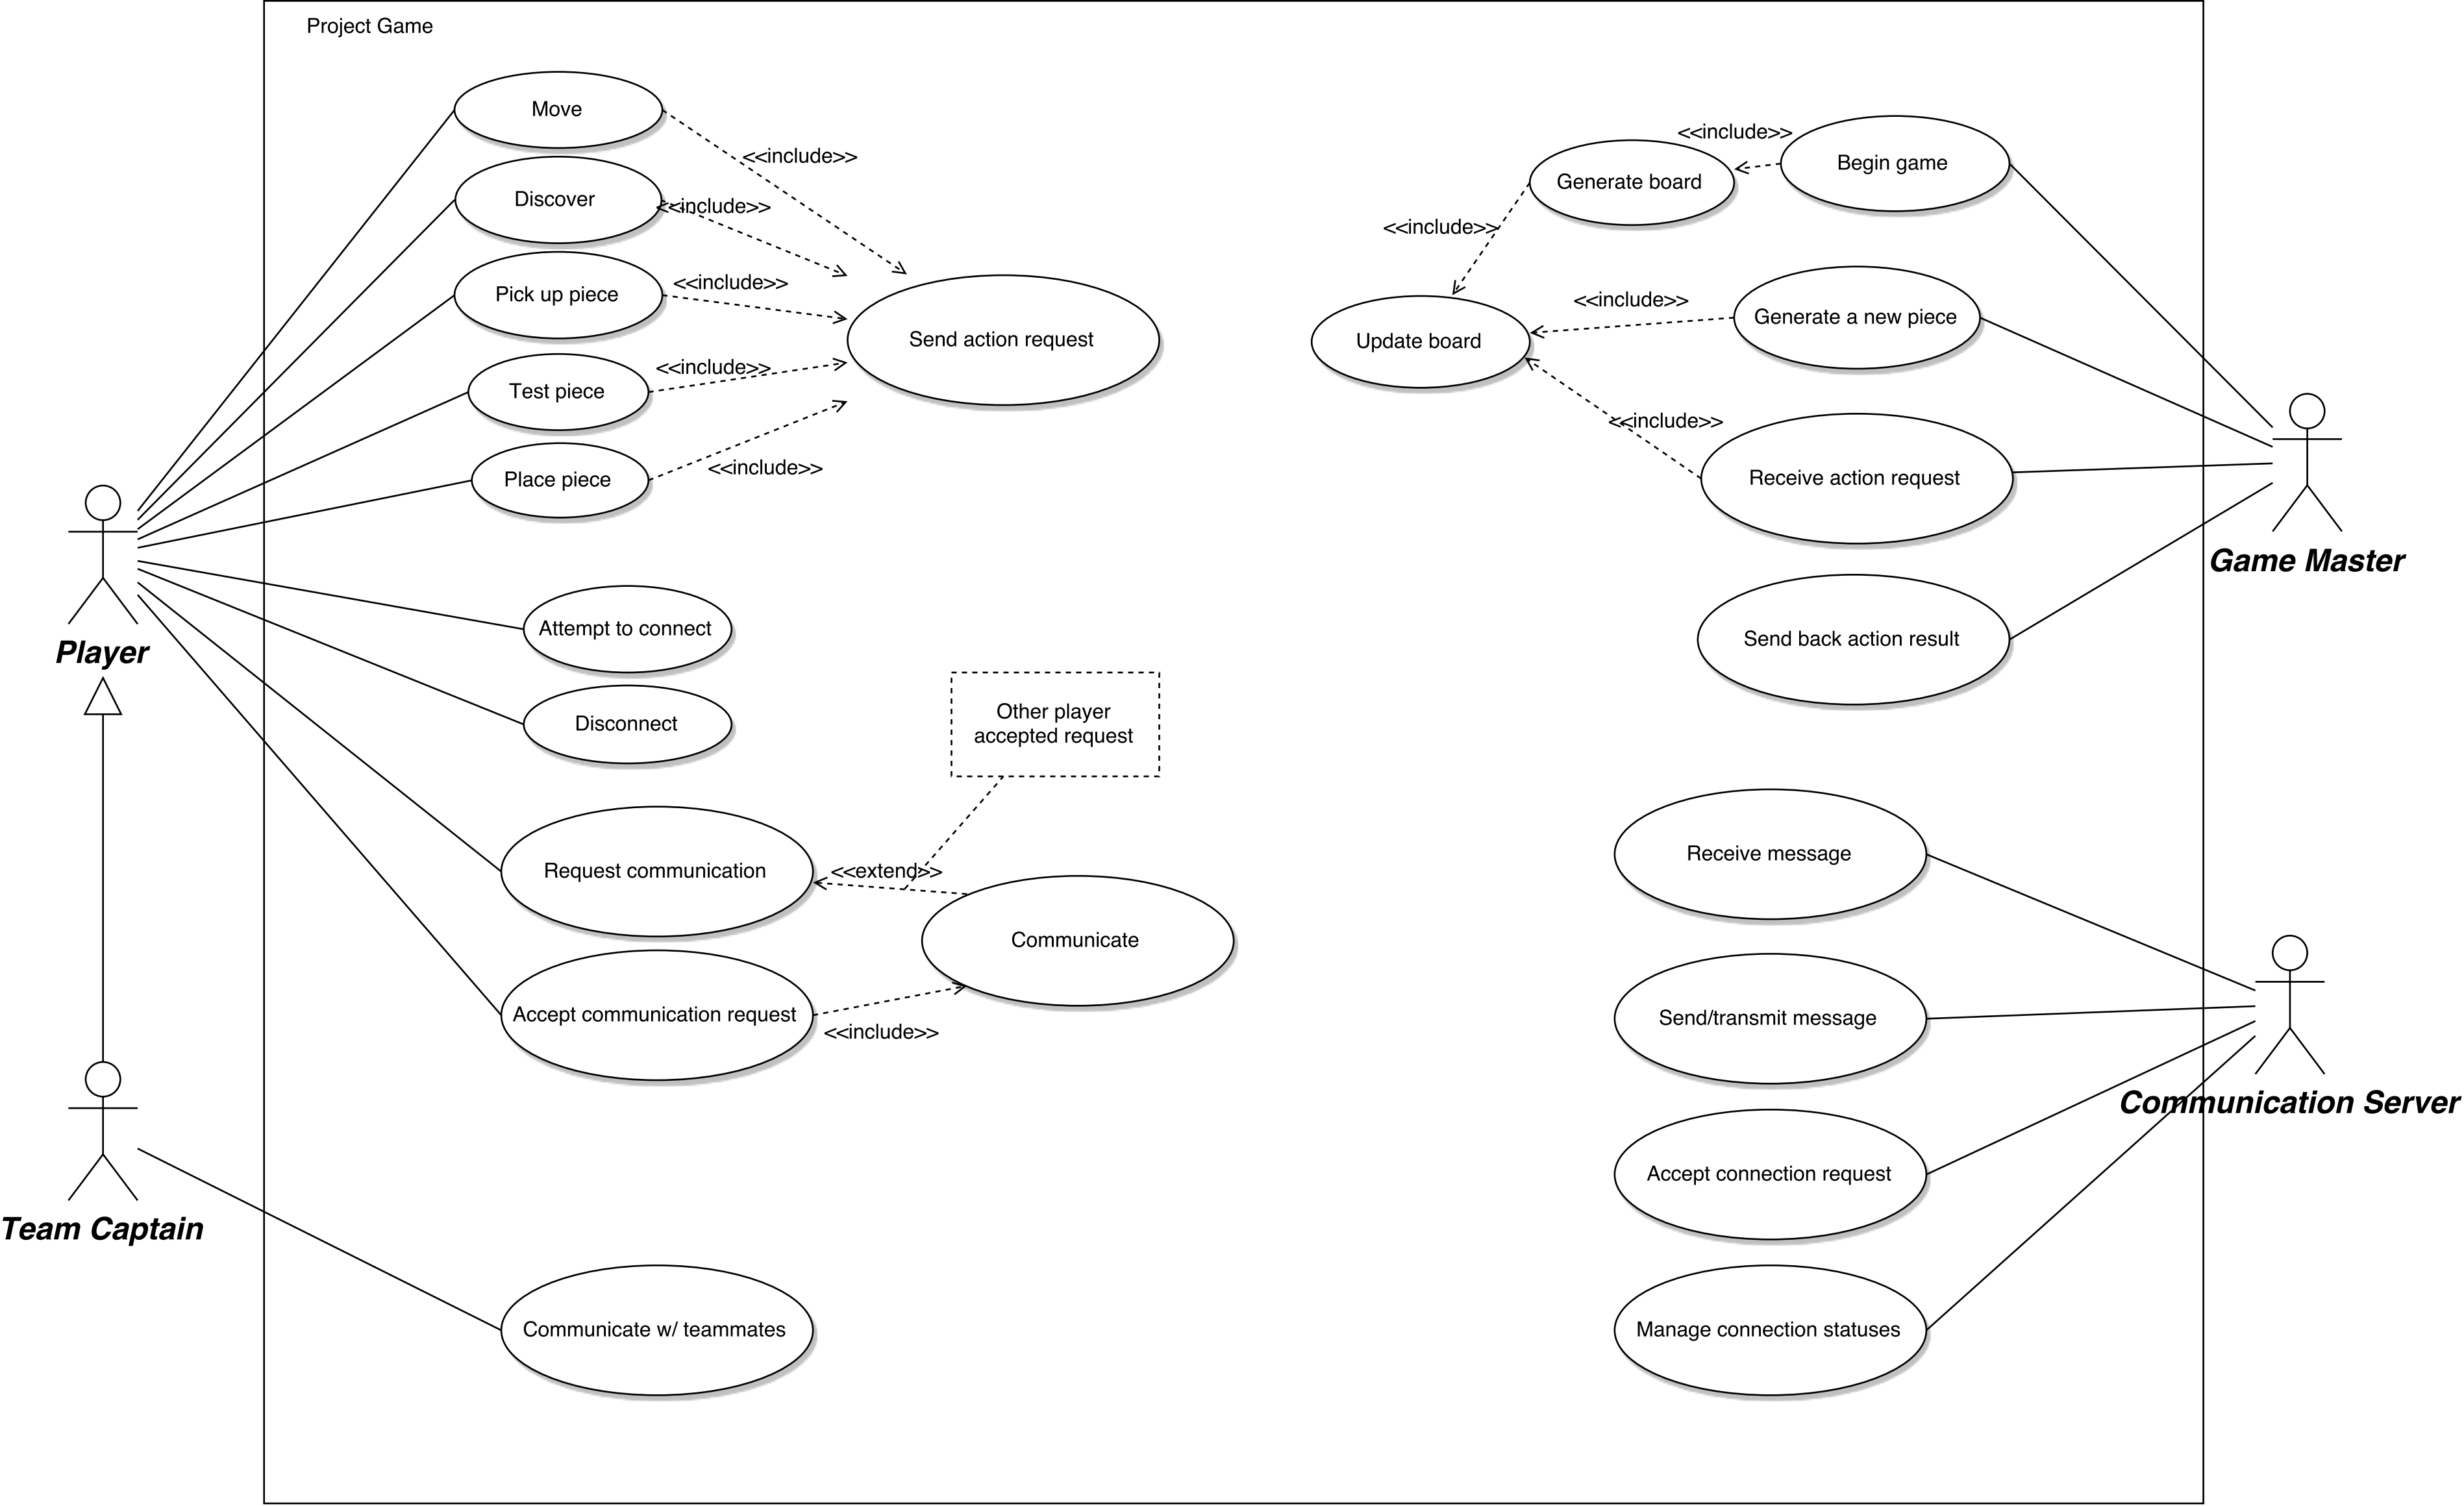 Project Game
Move
<<include>>
Discover
<<include>>
Pick up piece
<<include>>
Send action request
Test piece
<<include>>
Place piece
<<include>>
Player
Attempt to connect
Disconnect
Other player
accepted request
Request communication
<<extend>>
Communicate
Accept communication request
<<include>>
Team Captain
Communicate w/ teammates
<<include>>
Generate board
Begin game
<<include>>
Update board
<<include>>
Generate a new piece
<<include>>
Receive action request
Game Master
Send back action result
Receive message
Send/transmit message
Communication Server
Accept connection request
Manage connection statuses